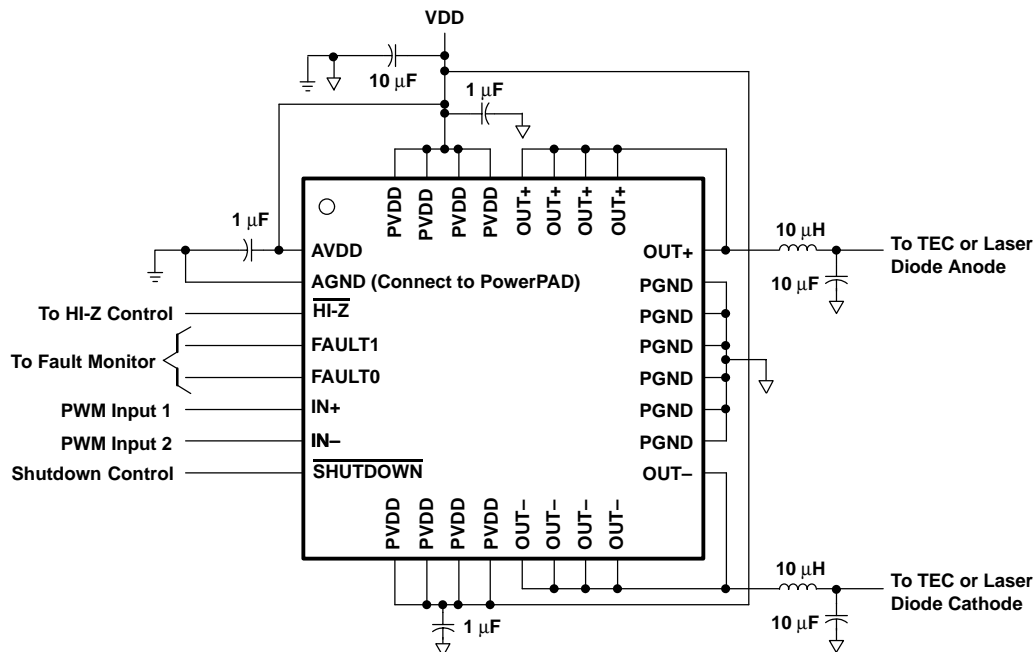 VDD
10 μF
1 μF
PVDD
PVDD
PVDD
PVDD
OUT+
OUT+
OUT+
OUT+
1 μF
AVDD
AGND (Connect to PowerPAD)
HI-Z
FAULT1
FAULT0
IN+
IN–
SHUTDOWN
To HI-Z Control
To Fault Monitor
PWM Input 1
PWM Input 2
Shutdown Control
OUT+
PGND
PGND
PGND
PGND
PGND
PGND
OUT–
10 μH
To TEC or Laser
Diode Anode
10 μF
PVDD
PVDD
PVDD
PVDD
OUT–
OUT–
OUT–
OUT–
1 μF
10 μH
To TEC or Laser
Diode Cathode
10 μF